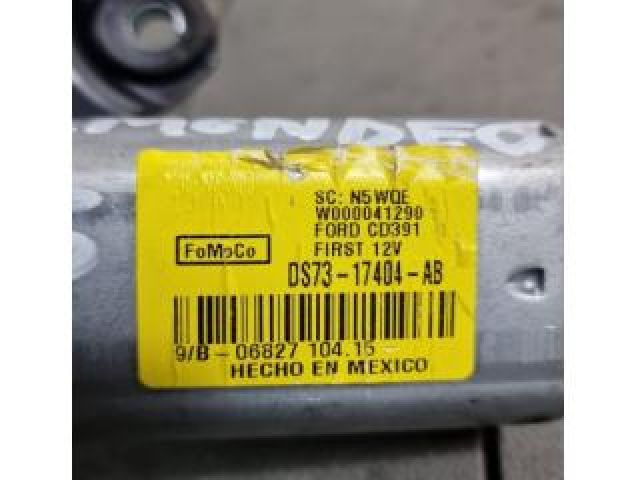 MONDEO
SC: N5WQE
W000041290
FORD CD391
FoMoCo
FIRST 12V
DS73-17404-AB
9/B-06827 104.15
HECHO EN MEXICO